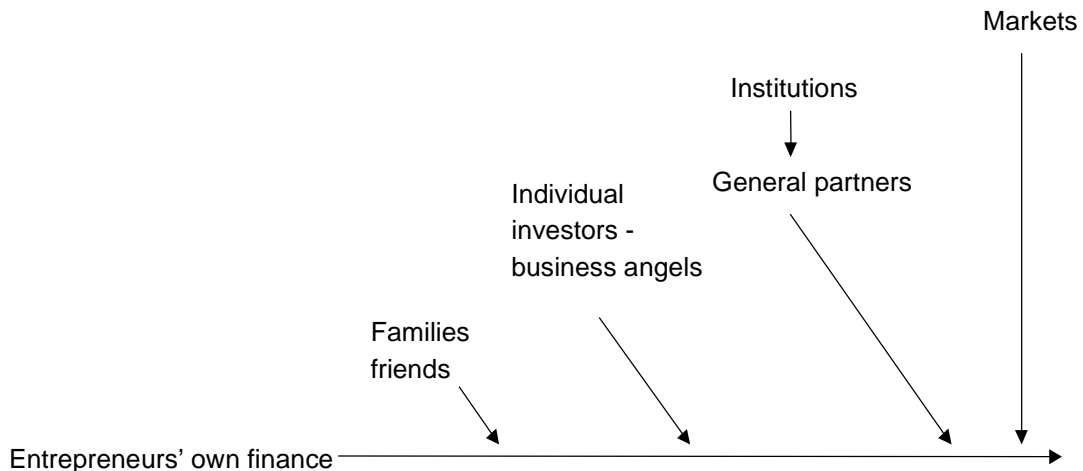 Markets
Institutions
General partners
Individual
investors -
business angels
Families
friends
Entrepreneurs’ own finance